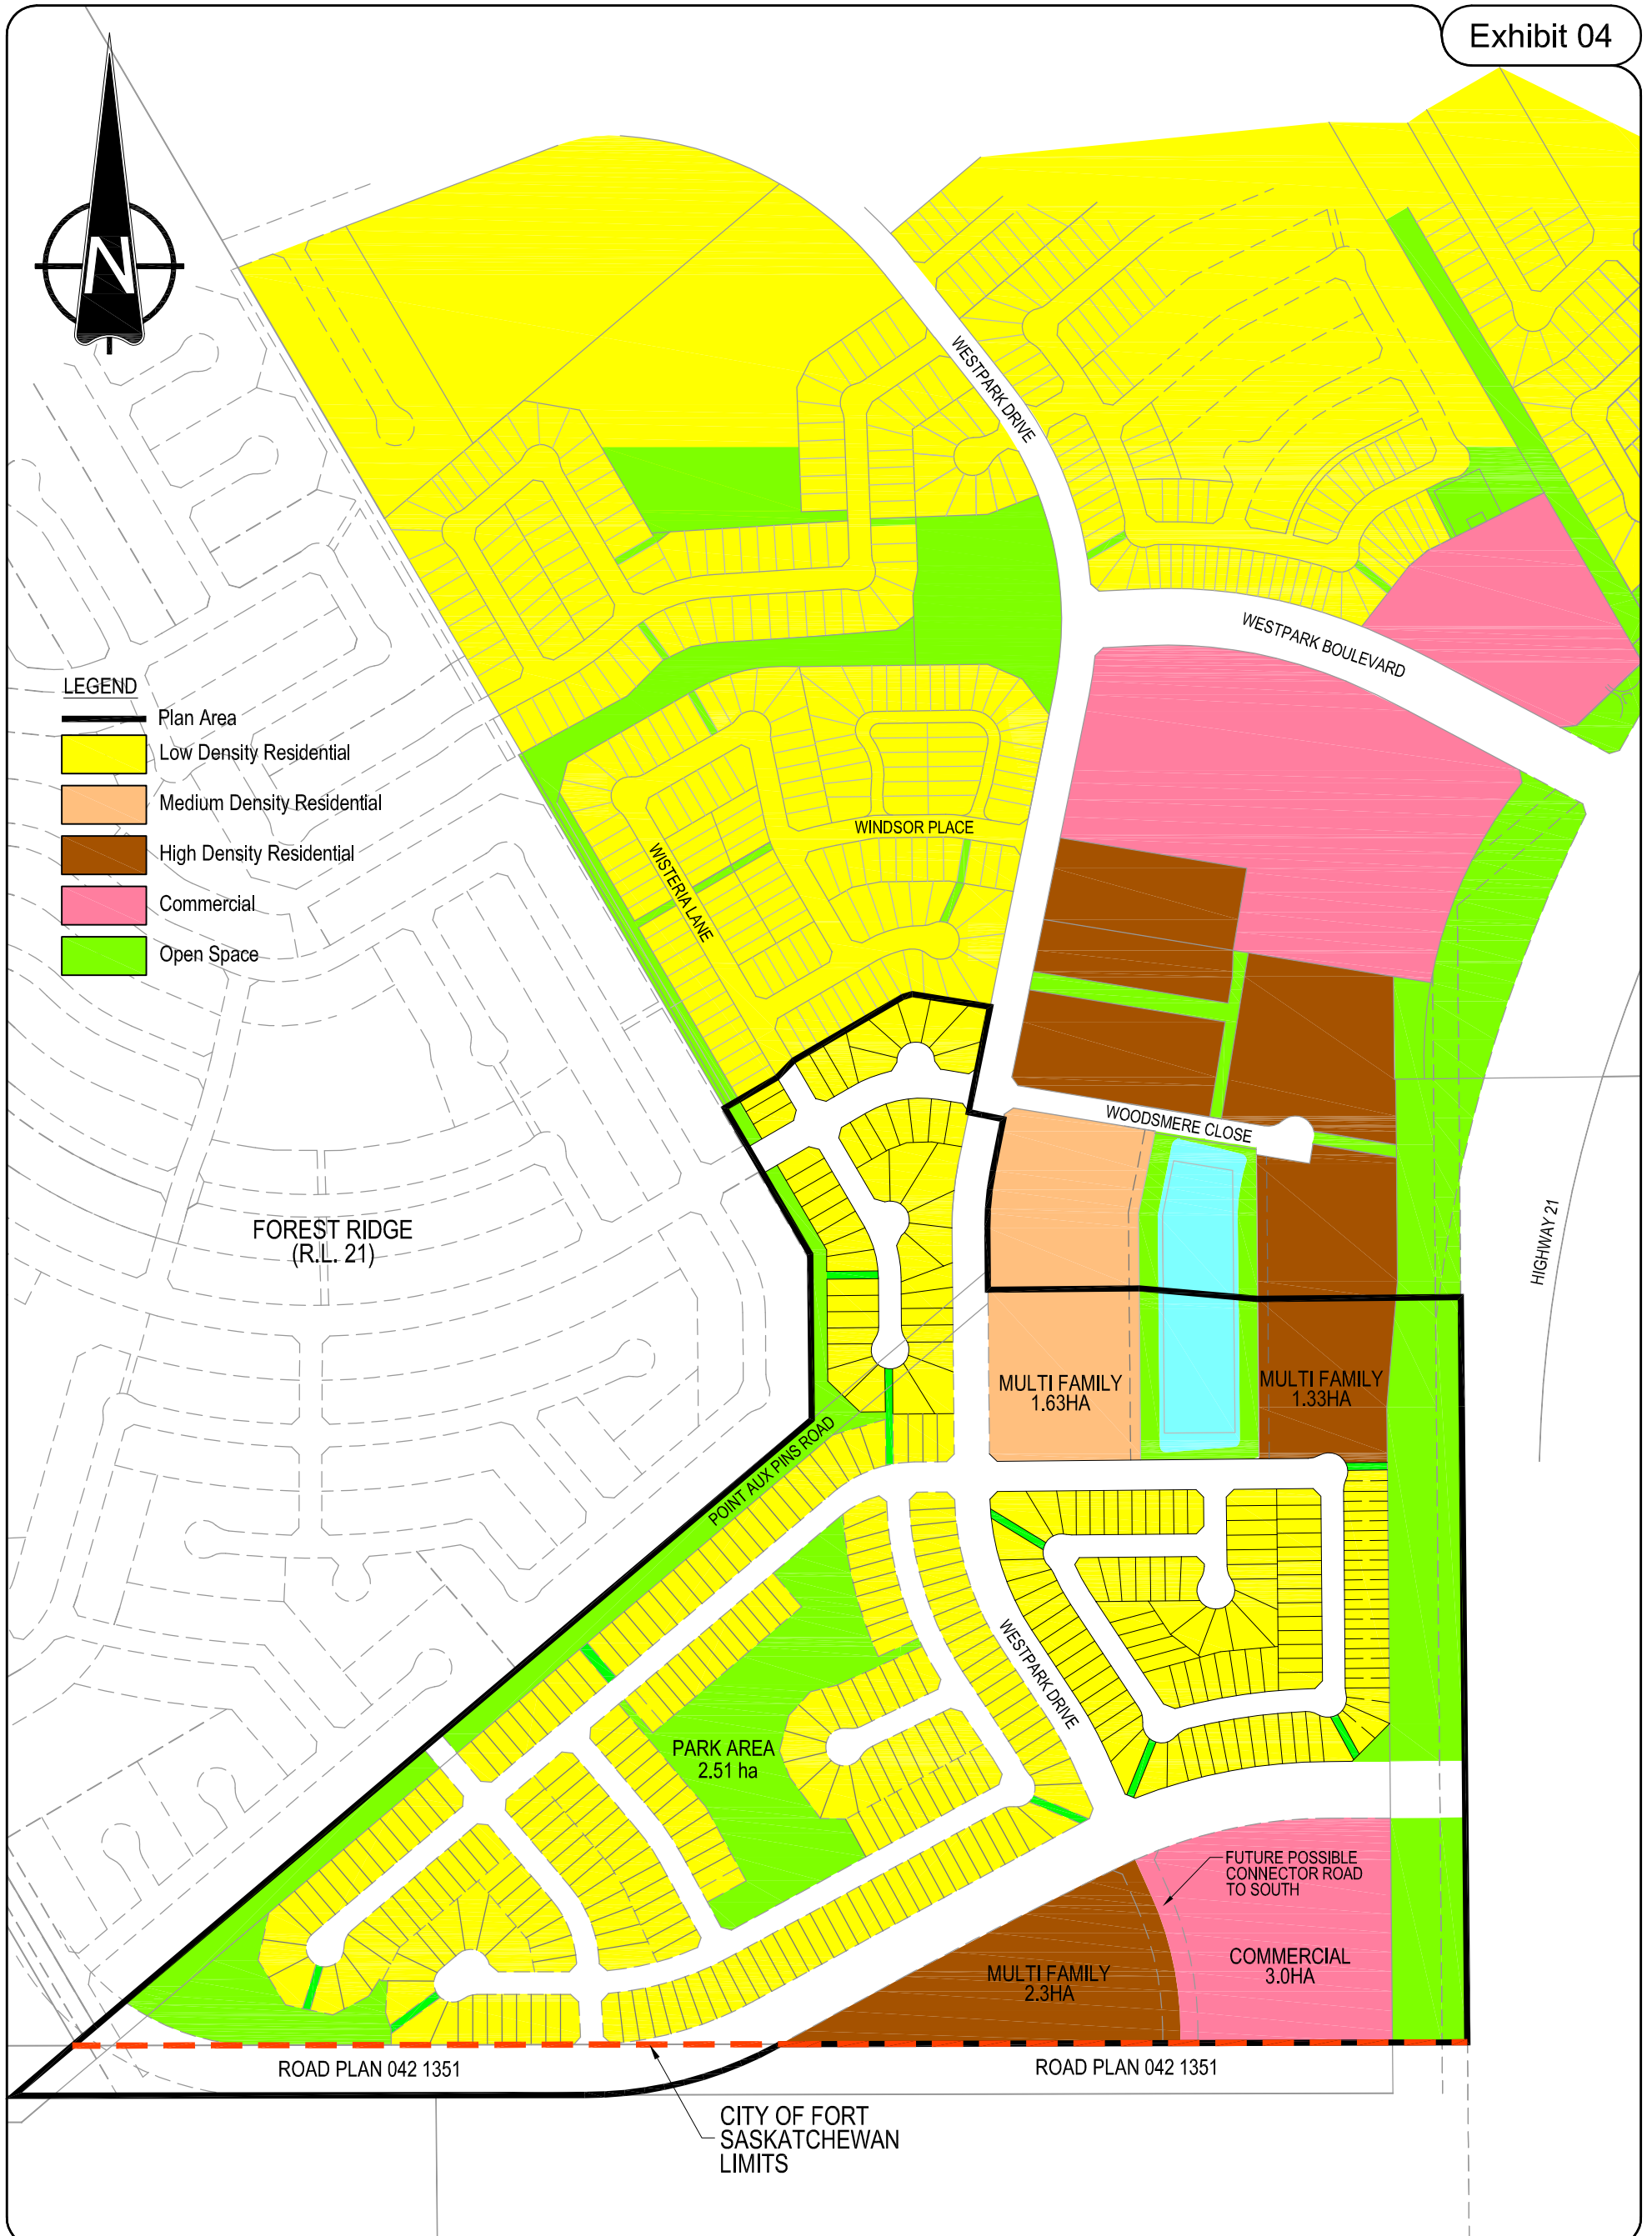 Exhibit 04
N
WESTPARK DRIVE
WESTPARK BOULEVARD
LEGEND
Plan Area
Low Density Residential
Medium Density Residential
High Density Residential
Commercial
Open Space
WINDSOR PLACE
WISTERIA LANE
WOODSMERE CLOSE
HIGHWAY 21
FOREST RIDGE
(R.L. 21)
MULTI FAMILY
1.63HA
MULTI FAMILY
1.33HA
POINT AUX PINS ROAD
WESTPARK DRIVE
PARK AREA
2.51 ha
FUTURE POSSIBLE
CONNECTOR ROAD
TO SOUTH
COMMERCIAL
3.0HA
MULTI FAMILY
2.3HA
ROAD PLAN 042 1351
ROAD PLAN 042 1351
CITY OF FORT
SASKATCHEWAN
LIMITS